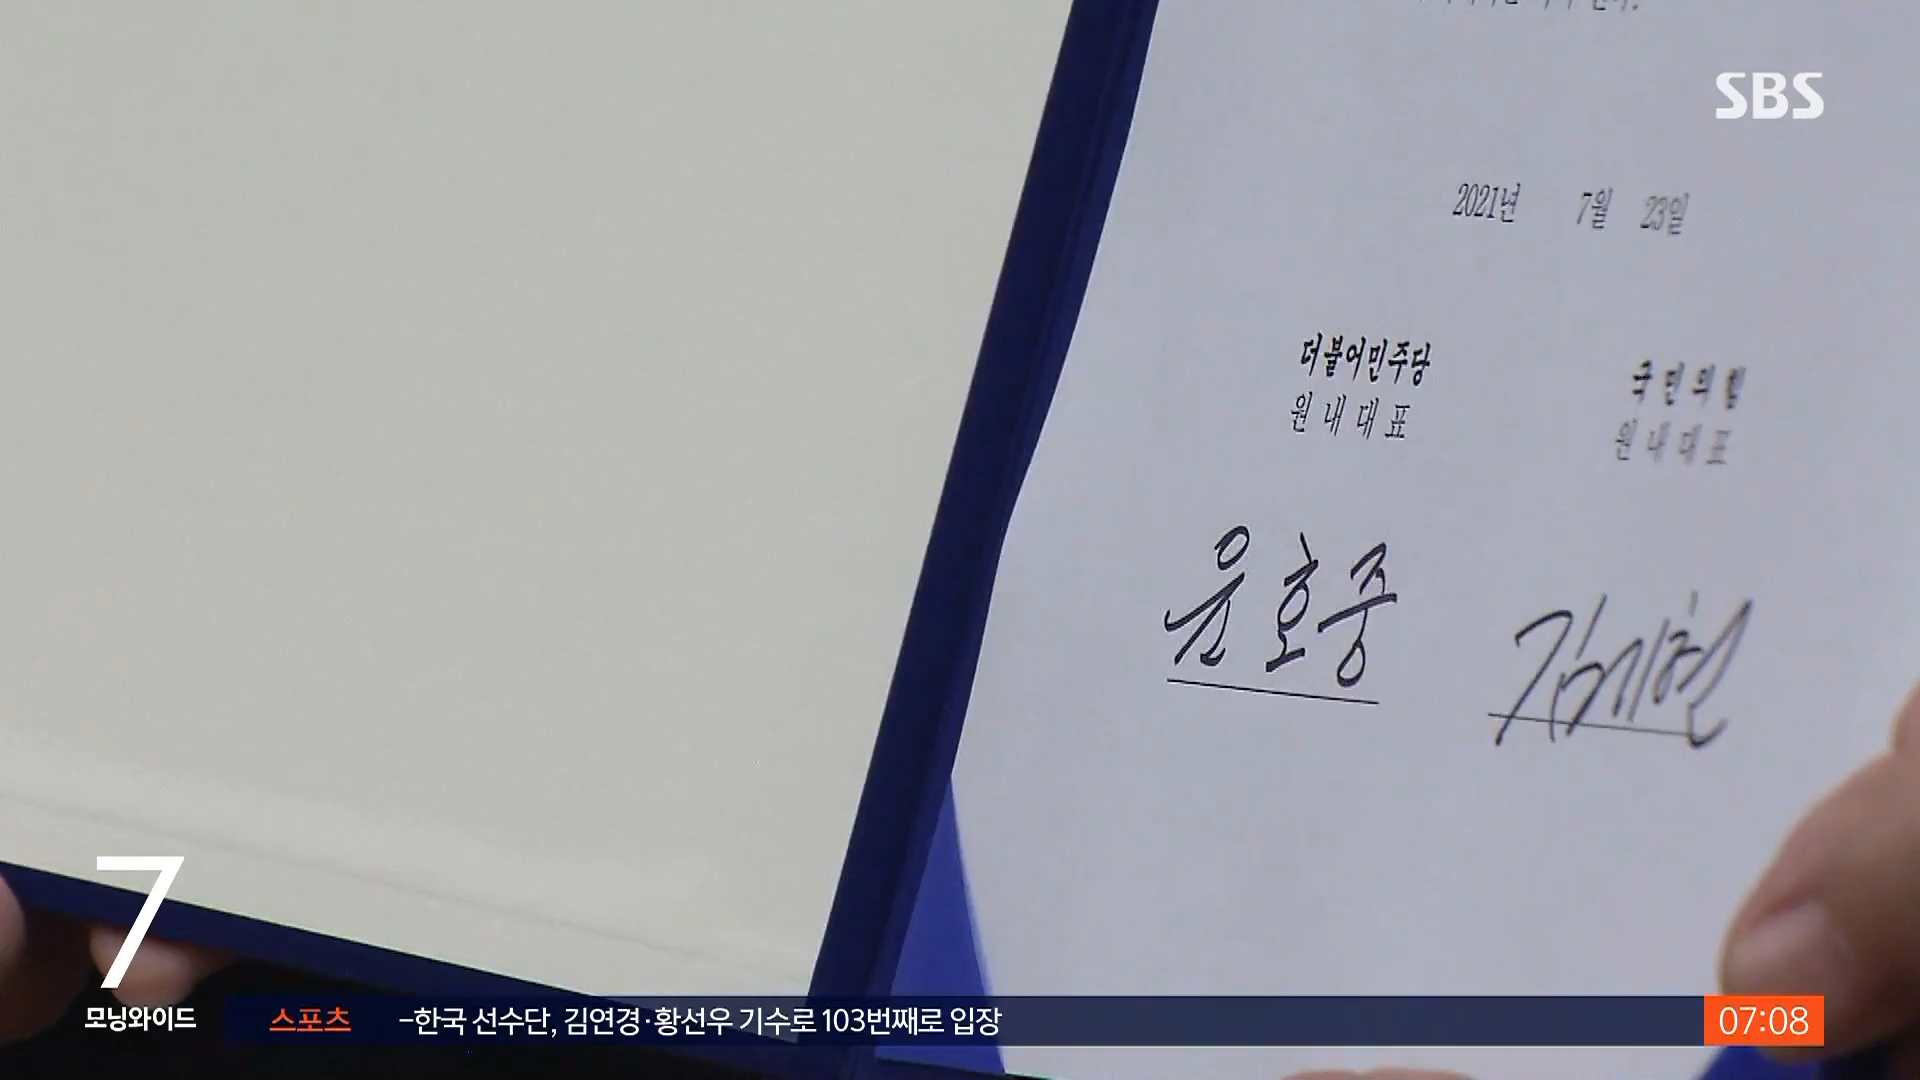 SBS
2021년 7월 23일
더불어민주당
원내대표
국민의힘
원내대표
윤호중
김기현
7
모닝와이드
스포츠
-한국 선수단, 김연경·황선우 기수로 103번째로 입장
07:08